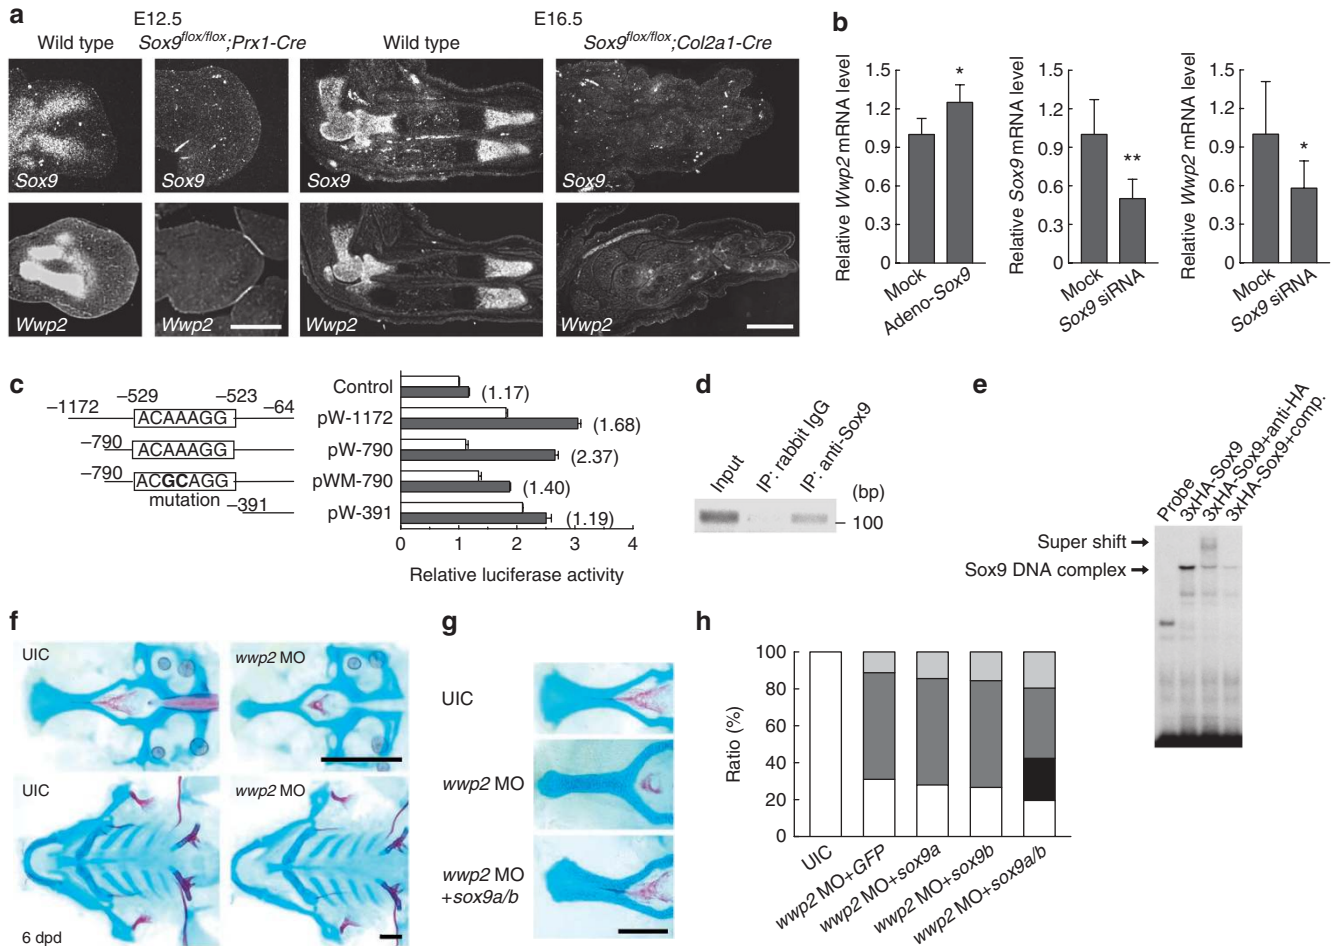 a
E12.5
E16.5
Wild type
Sox9flox/flox;Prx1-Cre
Wild type
Sox9flox/flox;Col2a1-Cre
Sox9
Sox9
Sox9
Sox9
Wwp2
Wwp2
Wwp2
Wwp2
b
Relative Wwp2 mRNA level
1.5
1.2
0.9
0.6
0.3
0
*
Mock
Adeno-Sox9
Relative Sox9 mRNA level
1.5
1.2
0.9
0.6
0.3
0
**
Mock
Sox9 siRNA
Relative Wwp2 mRNA level
1.5
1.2
0.9
0.6
0.3
0
*
Mock
Sox9 siRNA
c
−529
−523
−1172
ACAAAGG
−64
−790
ACAAAGG
−790
ACGCAGG
mutation
−391
Control
(1.17)
pW-1172
(1.68)
pW-790
(2.37)
pWM-790
(1.40)
pW-391
(1.19)
0 1 2 3 4
Relative luciferase activity
d
Input
IP: rabbit IgG
IP: anti-Sox9
(bp)
100
e
Probe
3xHA-Sox9
3xHA-Sox9+anti-HA
3xHA-Sox9+comp.
Super shift
Sox9 DNA complex
f
UIC
wwp2 MO
UIC
wwp2 MO
6 dpd
g
UIC
wwp2 MO
wwp2 MO
+sox9a/b
h
Ratio (%)
100
80
60
40
20
0
UIC
wwp2 MO+GFP
wwp2 MO+sox9a
wwp2 MO+sox9b
wwp2 MO+sox9a/b